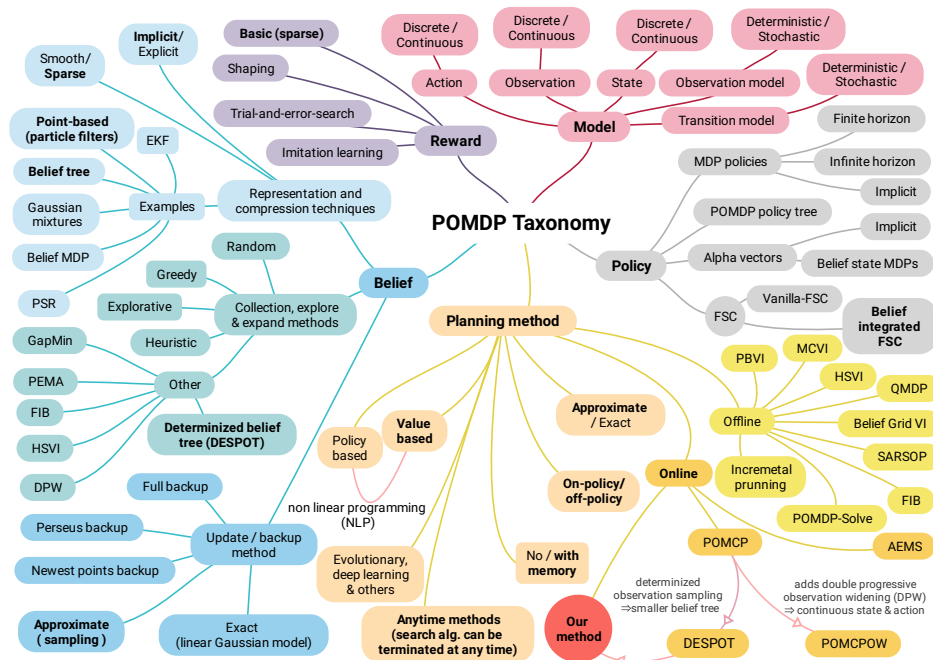 POMDP Taxonomy
Reward
Basic (sparse)
Shaping
Trial-and-error-search
Imitation learning
Model
Discrete /
Continuous
Action
Discrete /
Continuous
Observation
Discrete /
Continuous
State
Deterministic /
Stochastic
Observation model
Deterministic /
Stochastic
Transition model
Policy
MDP policies
Finite horizon
Infinite horizon
Implicit
POMDP policy tree
Alpha vectors
Implicit
Belief state MDPs
FSC
Vanilla-FSC
Belief
integrated
FSC
Belief
Representation and
compression techniques
Smooth/
Sparse
Implicit/
Explicit
Examples
Point-based
(particle filters)
EKF
Belief tree
Gaussian
mixtures
Belief MDP
PSR
Collection, explore
& expand methods
Random
Greedy
Explorative
Heuristic
Other
GapMin
PEMA
FIB
HSVI
DPW
Determinized belief
tree (DESPOT)
Update / backup
method
Full backup
Perseus backup
Newest points backup
Approximate
( sampling )
Exact
(linear Gaussian model)
Planning method
Policy
based
Value
based
non linear programming
(NLP)
Evolutionary,
deep learning
& others
Anytime methods
(search alg. can be
terminated at any time)
No / with
memory
On-policy/
off-policy
Approximate
/ Exact
Offline
PBVI
MCVI
HSVI
QMDP
Belief Grid VI
SARSOP
FIB
POMDP-Solve
Incremetal
prunning
Online
AEMS
POMCP
Our
method
determinized
observation sampling
⇒smaller belief tree
DESPOT
adds double progressive
observation widening (DPW)
⇒ continuous state & action
POMCPOW